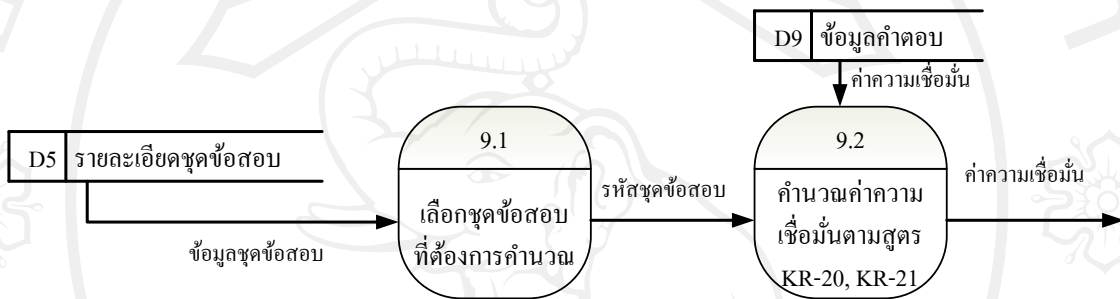 D9 ข้อมูลคำตอบ
ค่าความเชื่อมั่น
D5 รายละเอียดชุดข้อสอบ
ข้อมูลชุดข้อสอบ
9.1
เลือกชุดข้อสอบ
ที่ต้องการคำนวณ
รหัสชุดข้อสอบ
9.2
คำนวณค่าความ
เชื่อมั่นตามสูตร
KR-20, KR-21
ค่าความเชื่อมั่น